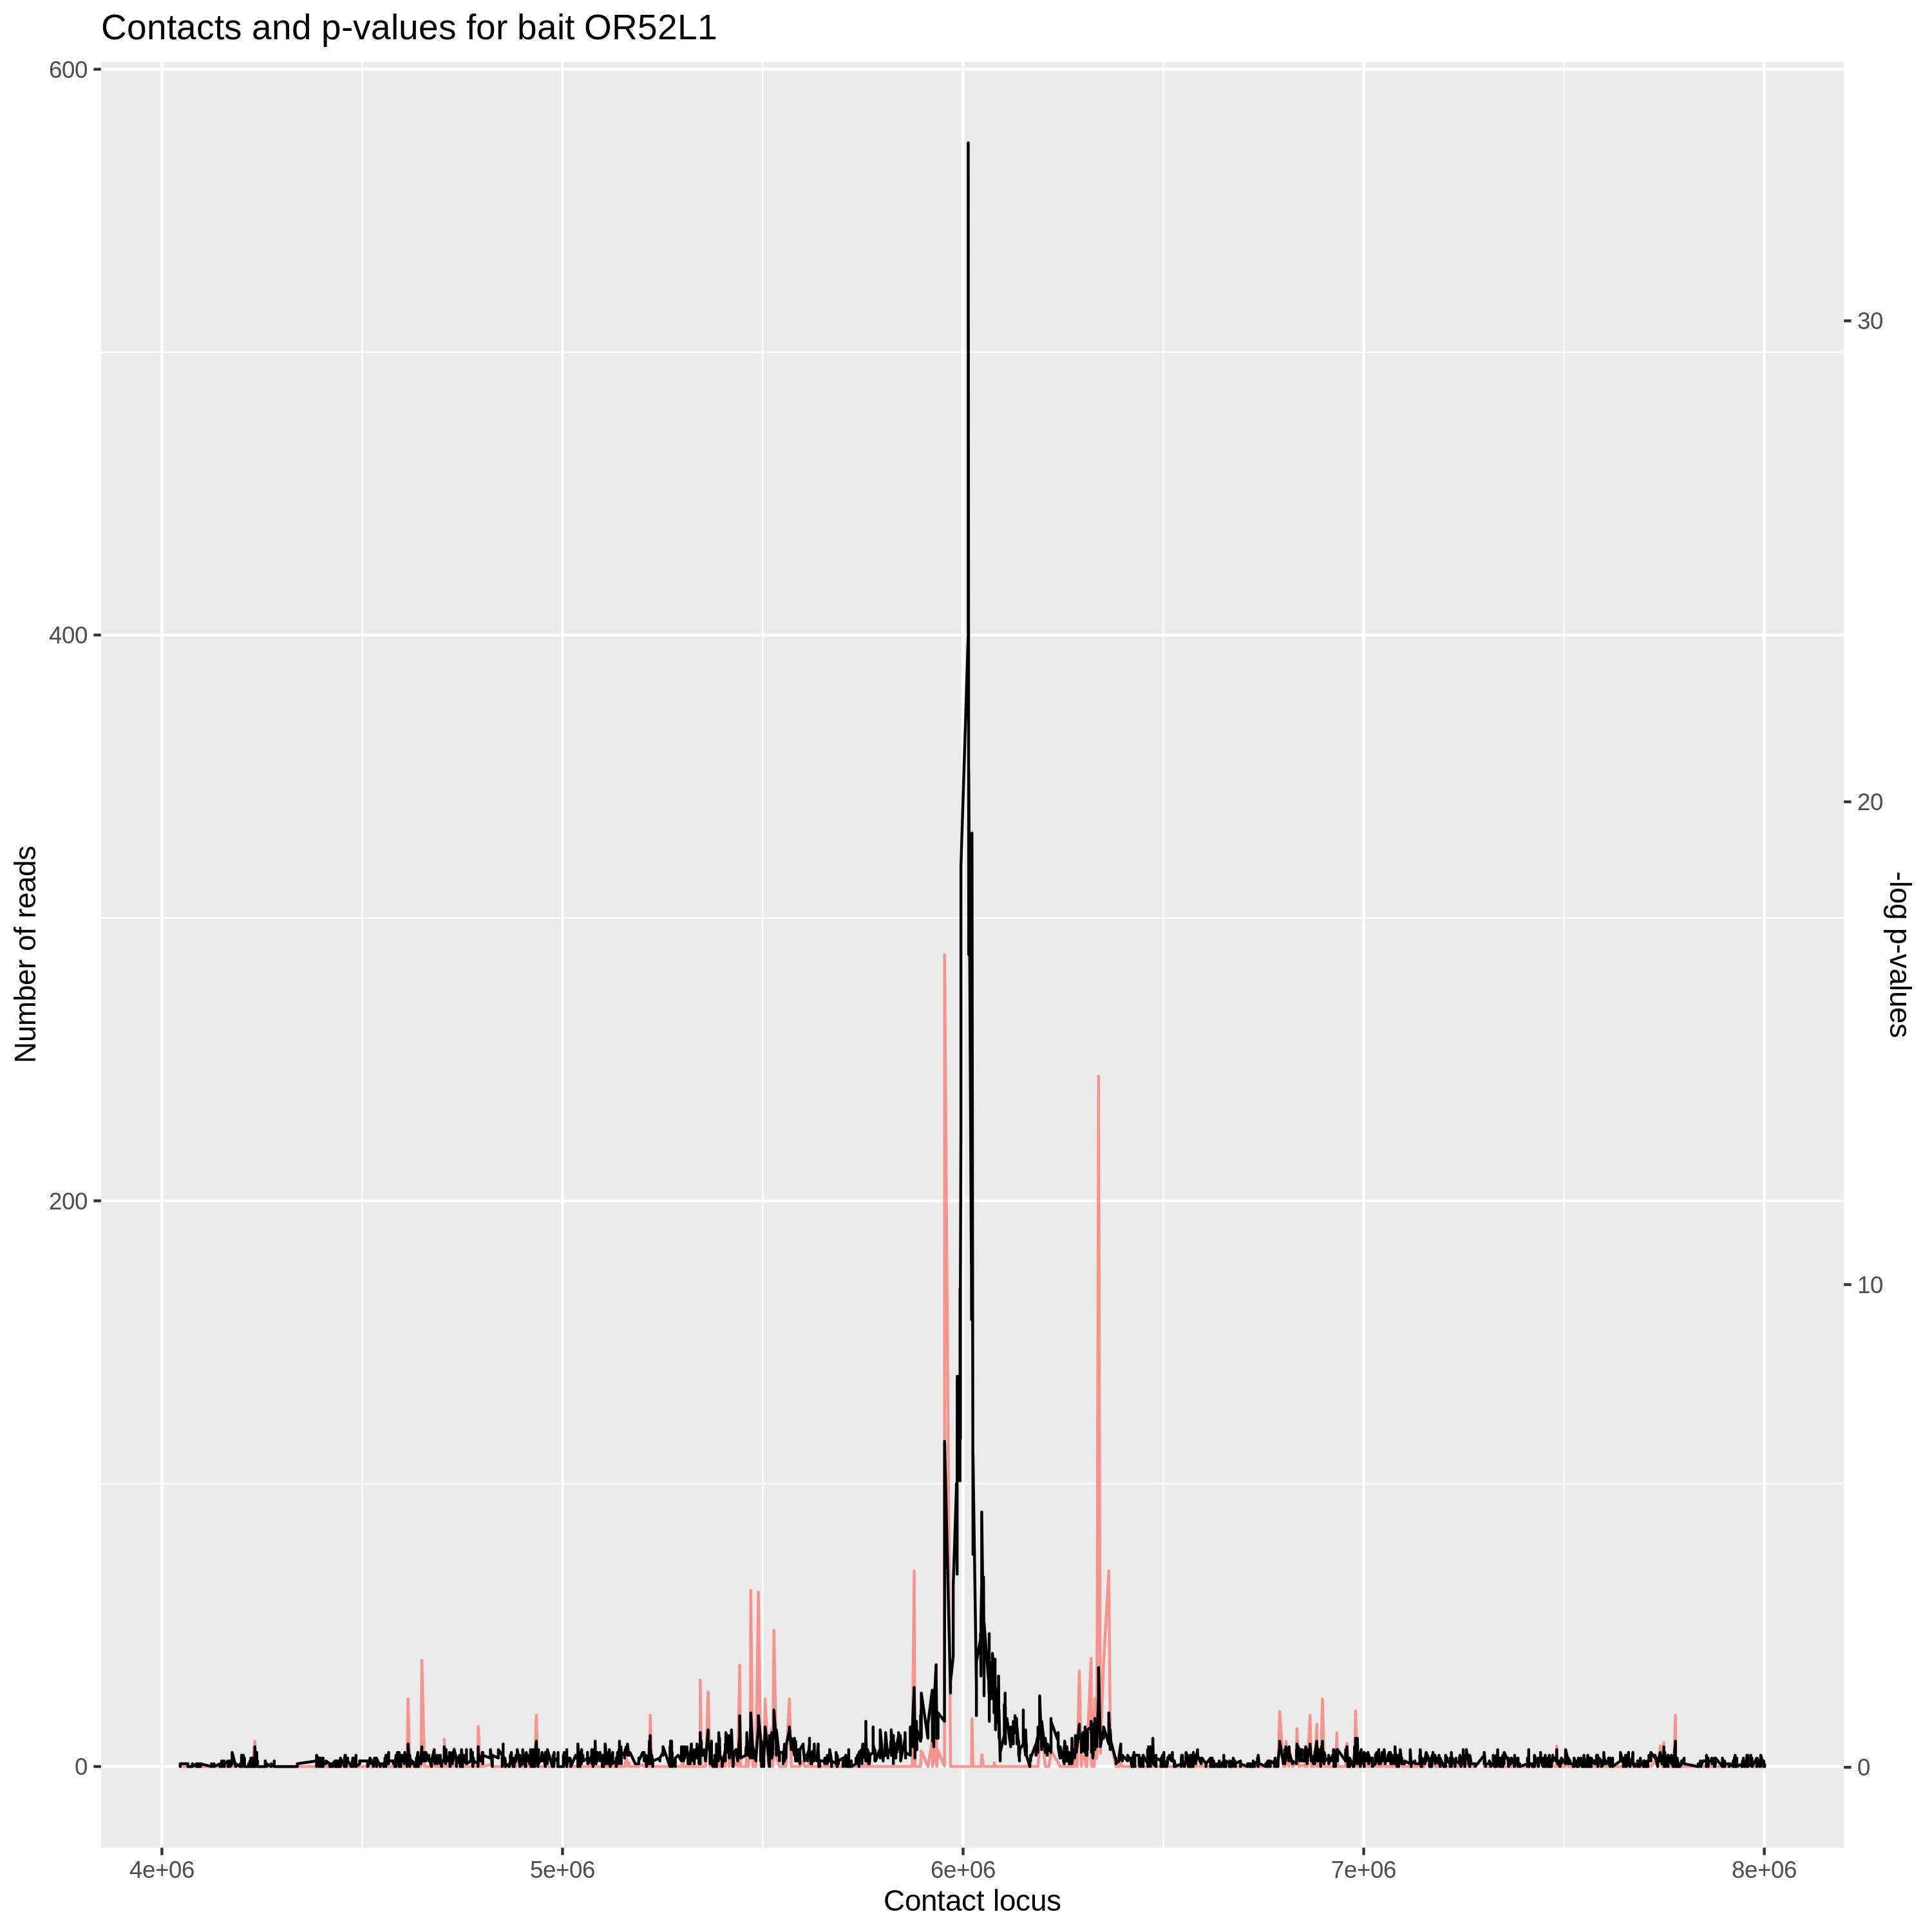 Contacts and p-values for bait OR52L1
600
400
200
0
Number of reads
30
20
10
0
-log p-values
4e+06 5e+06 6e+06 7e+06 8e+06
Contact locus